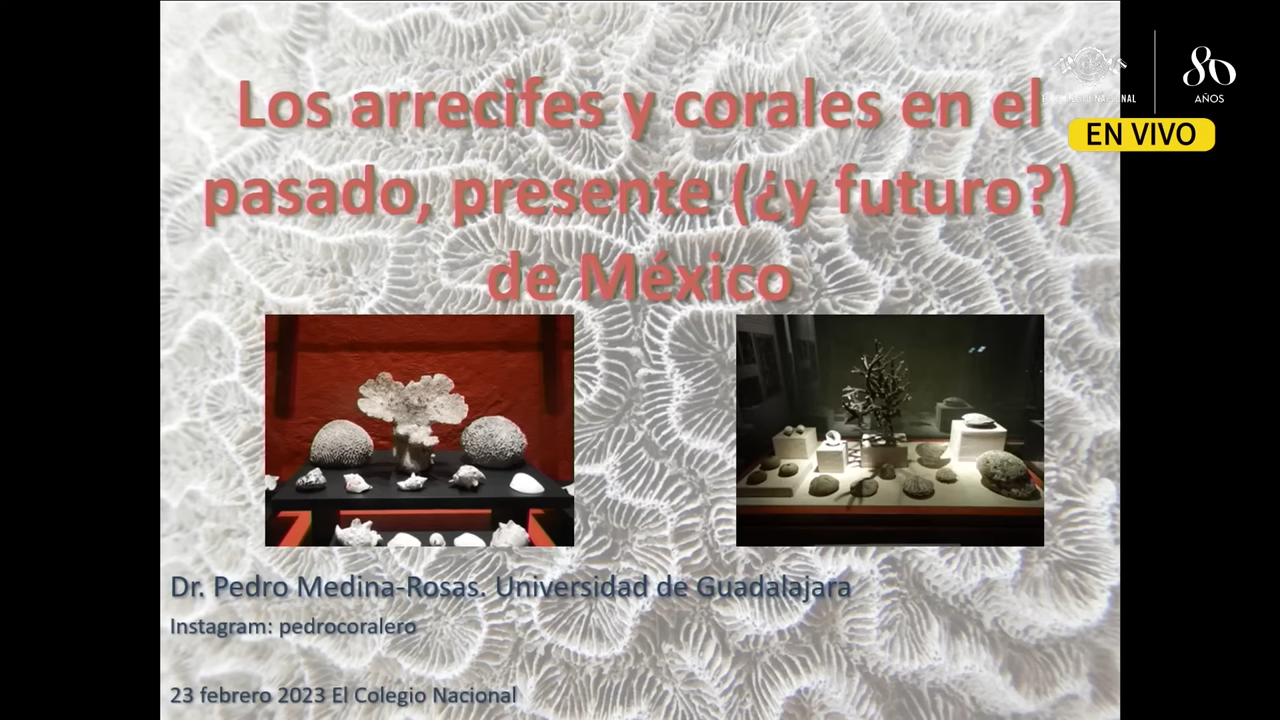 Los arrecifes y corales en el
pasado, presente (¿y futuro?)
de México
80
AÑOS
EN VIVO
Dr. Pedro Medina-Rosas. Universidad de Guadalajara
Instagram: pedrocoralero
23 febrero 2023 El Colegio Nacional